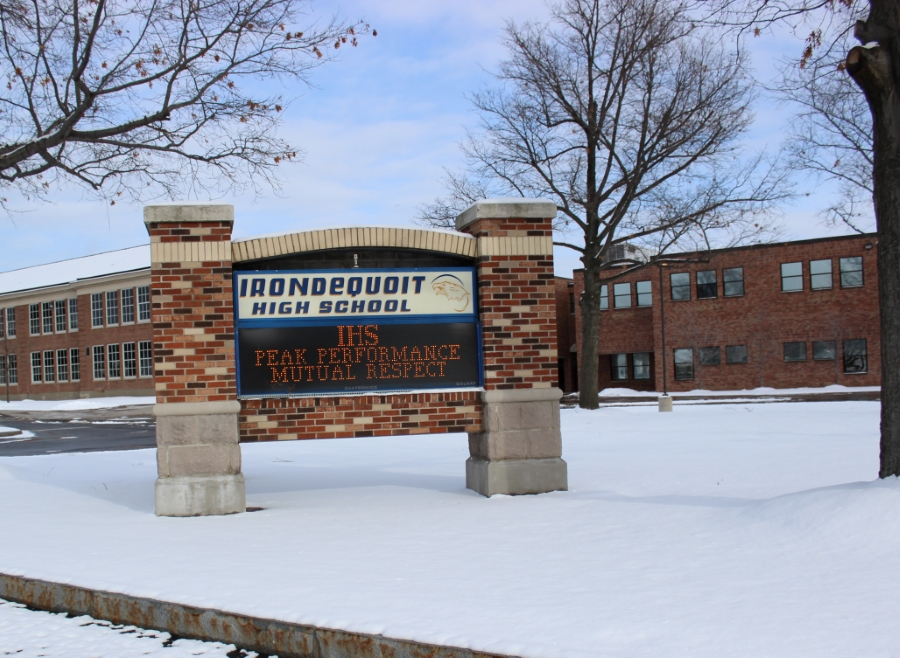 IRONDEQUOIT
HIGH SCHOOL
IHS
PEAK PERFORMANCE
MUTUAL RESPECT